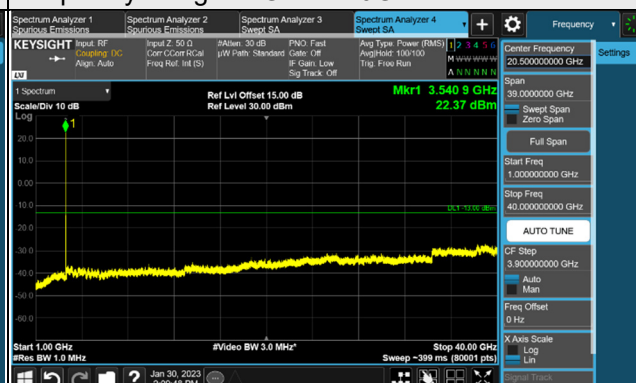 Spectrum Analyzer 1
Spurious Emissions
Spectrum Analyzer 2
Spurious Emissions
Spectrum Analyzer 3
Swept SA
Spectrum Analyzer 4
Swept SA
Frequency
KEYSIGHT
Input: RF
Coupling: DC
Align: Auto
Input Z: 50 Ω
Corr CCorr RCal
Freq Ref: Int (S)
#Atten: 30 dB
µW Path: Standard
PNO: Fast
Gate: Off
IF Gain: Low
Sig Track: Off
Avg Type: Power (RMS)
Avg|Hold: 100/100
Trig: Free Run
1 2 3 4 5 6
M W W W W W
A N N N N N
LXI
1 Spectrum
Scale/Div 10 dB
Log
Ref Lvl Offset 15.00 dB
Ref Level 30.00 dBm
Mkr1 3.540 9 GHz
22.37 dBm
1
20.0
10.0
0.00
10.0
DL1 -13.00 dBm
-20.0
-30.0
-40.0
-50.0
-60.0
Start 1.00 GHz
#Res BW 1.0 MHz
#Video BW 3.0 MHz*
Stop 40.00 GHz
Sweep ~399 ms (80001 pts)
Jan 30, 2023
Center Frequency
20.500000000 GHz
Settings
Span
39.0000000 GHz
Swept Span
Zero Span
Full Span
Start Freq
1.000000000 GHz
Stop Freq
40.000000000 GHz
AUTO TUNE
CF Step
3.900000000 GHz
Auto
Man
Freq Offset
0 Hz
X Axis Scale
Log
Lin
Signal Track